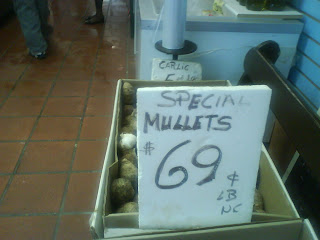 GARLIC
SPECIAL
MULLETS
$ 69 ¢
LB
NC